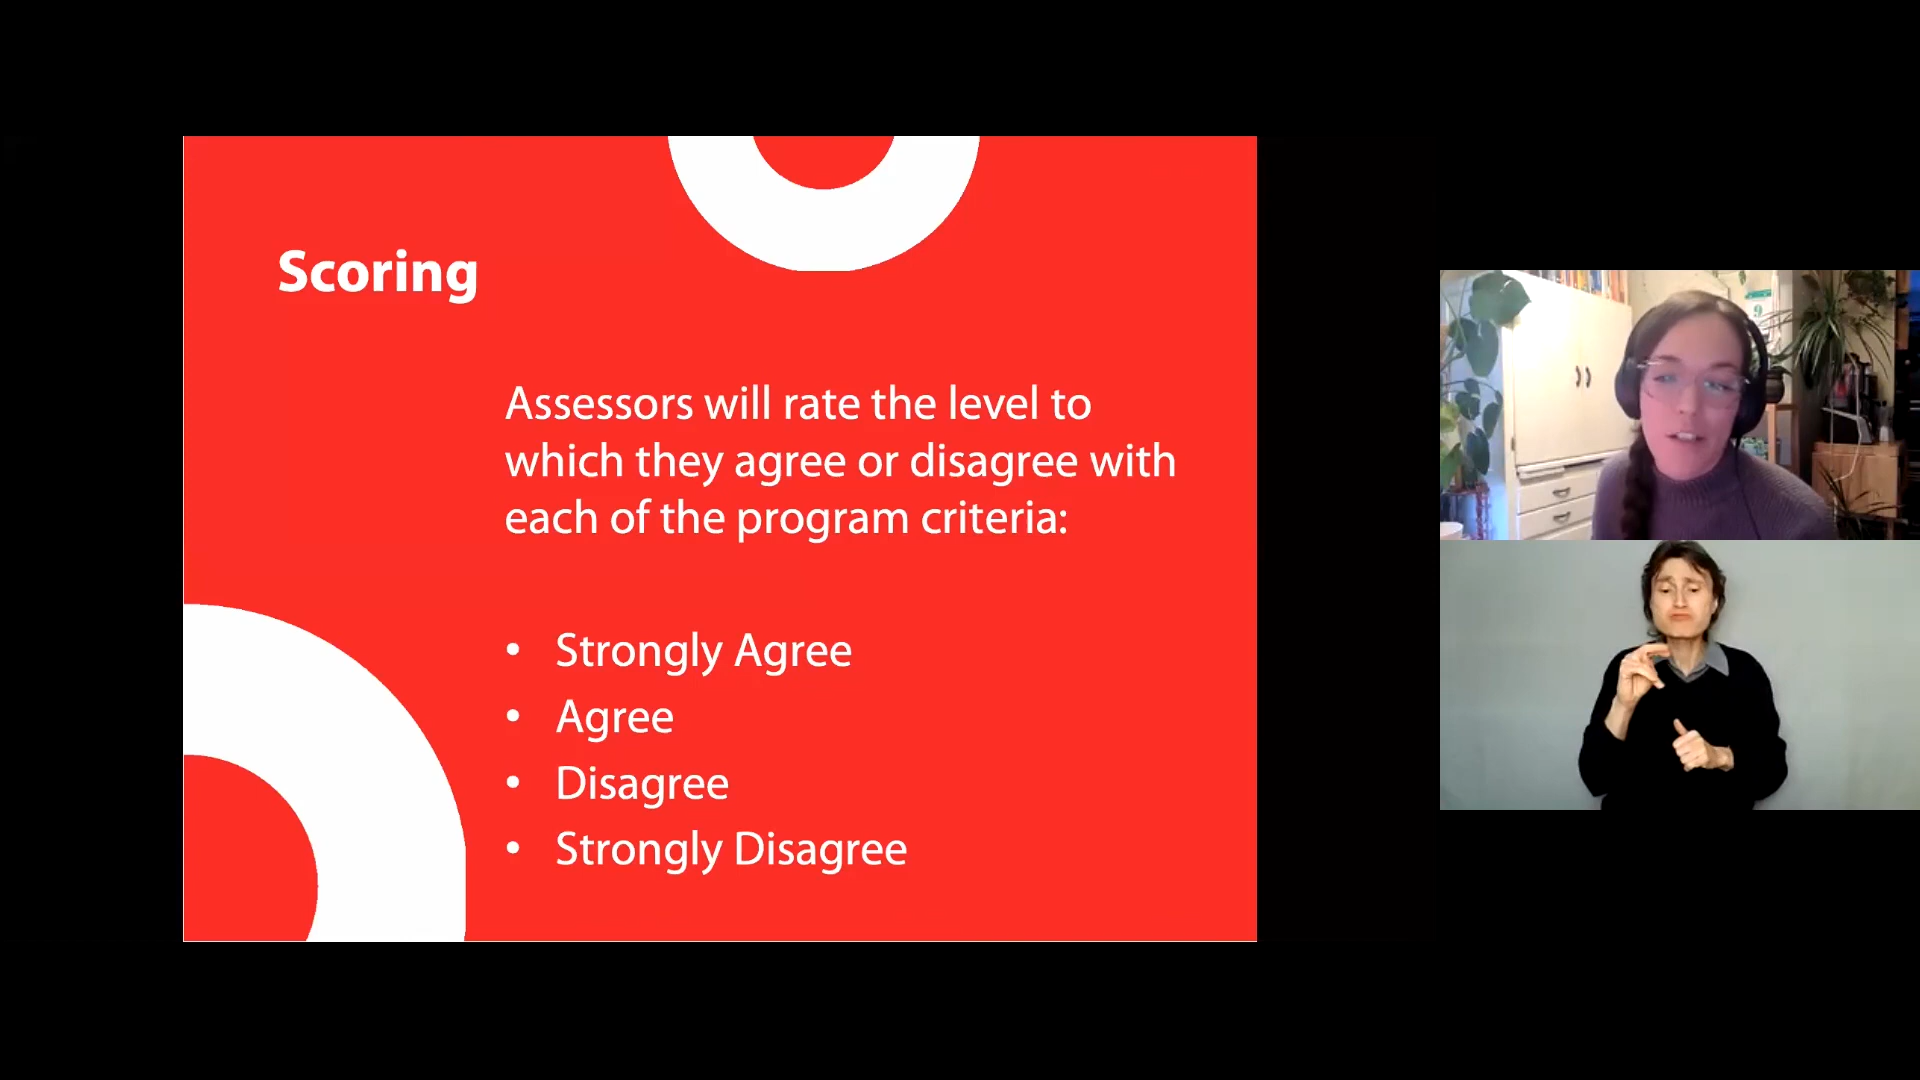 Scoring
Assessors will rate the level to
which they agree or disagree with
each of the program criteria:
• Strongly Agree
• Agree
• Disagree
• Strongly Disagree
9